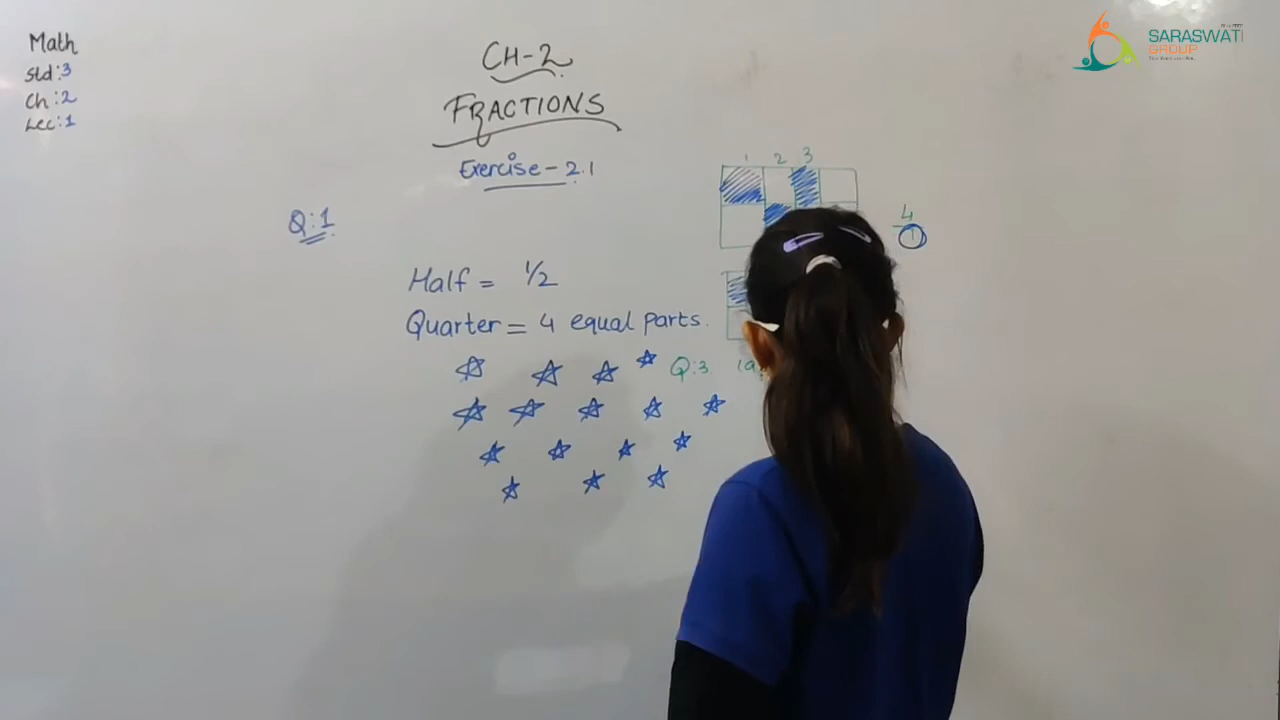 Math
Std:3
Ch:2
Lec:1
CH-2
FRACTIONS
Exercise-2.1
Q:1
Half = 1/2
Quarter = 4 equal parts.
1 2 3
4
Q:3 (a
SARASWATI
GROUP